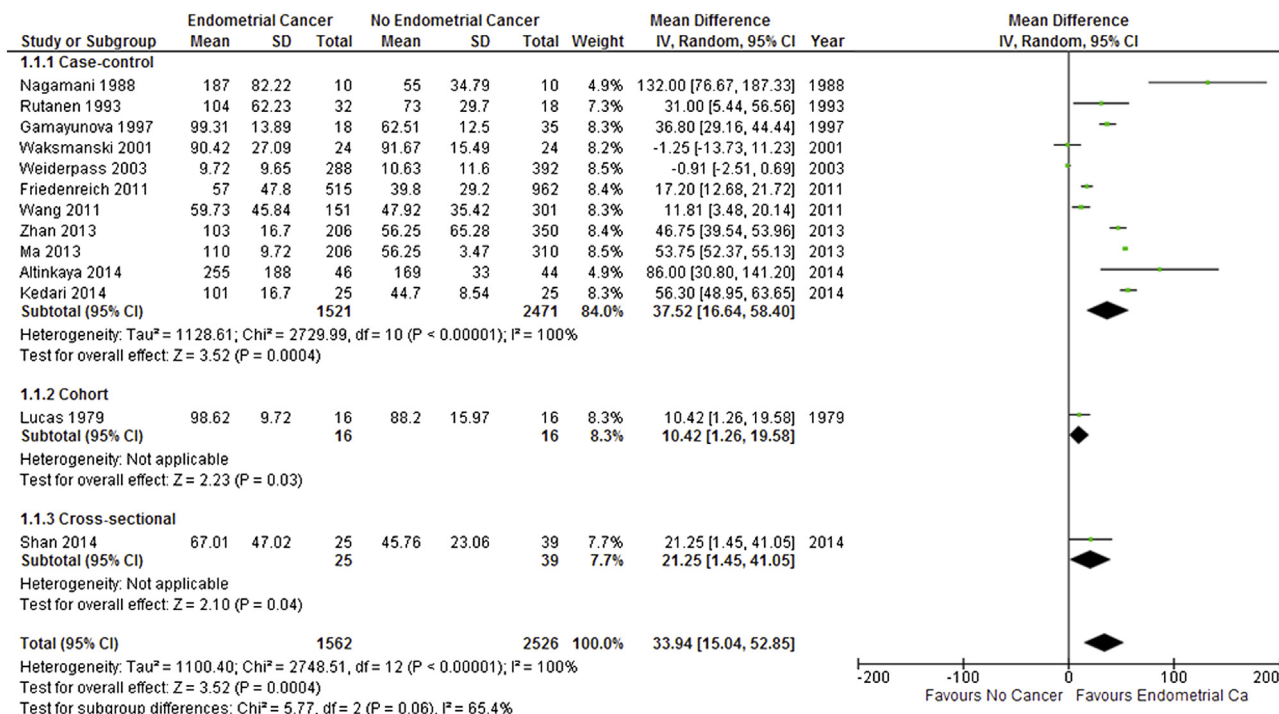 Endometrial Cancer No Endometrial Cancer Mean Difference Mean Difference
Study or Subgroup Mean SD Total Mean SD Total Weight IV, Random, 95% CI Year IV, Random, 95% CI
1.1.1 Case-control
Nagamani 1988 187 82.22 10 55 34.79 10 4.9% 132.00 [76.67, 187.33] 1988
Rutanen 1993 104 62.23 32 73 29.7 18 7.3% 31.00 [5.44, 56.56] 1993
Gamayunova 1997 99.31 13.89 18 62.51 12.5 35 8.3% 36.80 [29.16, 44.44] 1997
Waksmanski 2001 90.42 27.09 24 91.67 15.49 24 8.2% -1.25 [-13.73, 11.23] 2001
Weiderpass 2003 9.72 9.65 288 10.63 11.6 392 8.5% -0.91 [-2.51, 0.69] 2003
Friedenreich 2011 57 47.8 515 39.8 29.2 962 8.4% 17.20 [12.68, 21.72] 2011
Wang 2011 59.73 45.84 151 47.92 35.42 301 8.3% 11.81 [3.48, 20.14] 2011
Zhan 2013 103 16.7 206 56.25 65.28 350 8.4% 46.75 [39.54, 53.96] 2013
Ma 2013 110 9.72 206 56.25 3.47 310 8.5% 53.75 [52.37, 55.13] 2013
Altinkaya 2014 255 188 46 169 33 44 4.9% 86.00 [30.80, 141.20] 2014
Kedari 2014 101 16.7 25 44.7 8.54 25 8.3% 56.30 [48.95, 63.65] 2014
Subtotal (95% CI) 1521 2471 84.0% 37.52 [16.64, 58.40]
Heterogeneity: Tau² = 1128.61; Chi² = 2729.99, df = 10 (P < 0.00001); I² = 100%
Test for overall effect: Z = 3.52 (P = 0.0004)
1.1.2 Cohort
Lucas 1979 98.62 9.72 16 88.2 15.97 16 8.3% 10.42 [1.26, 19.58] 1979
Subtotal (95% CI) 16 16 8.3% 10.42 [1.26, 19.58]
Heterogeneity: Not applicable
Test for overall effect: Z = 2.23 (P = 0.03)
1.1.3 Cross-sectional
Shan 2014 67.01 47.02 25 45.76 23.06 39 7.7% 21.25 [1.45, 41.05] 2014
Subtotal (95% CI) 25 39 7.7% 21.25 [1.45, 41.05]
Heterogeneity: Not applicable
Test for overall effect: Z = 2.10 (P = 0.04)
Total (95% CI) 1562 2526 100.0% 33.94 [15.04, 52.85]
Heterogeneity: Tau² = 1100.40; Chi² = 2748.51, df = 12 (P < 0.00001); I² = 100%
Test for overall effect: Z = 3.52 (P = 0.0004)
Test for subgroup differences: Chi² = 5.77, df = 2 (P = 0.06), I² = 65.4%
-200 -100 0 100 200
Favours No Cancer Favours Endometrial Ca